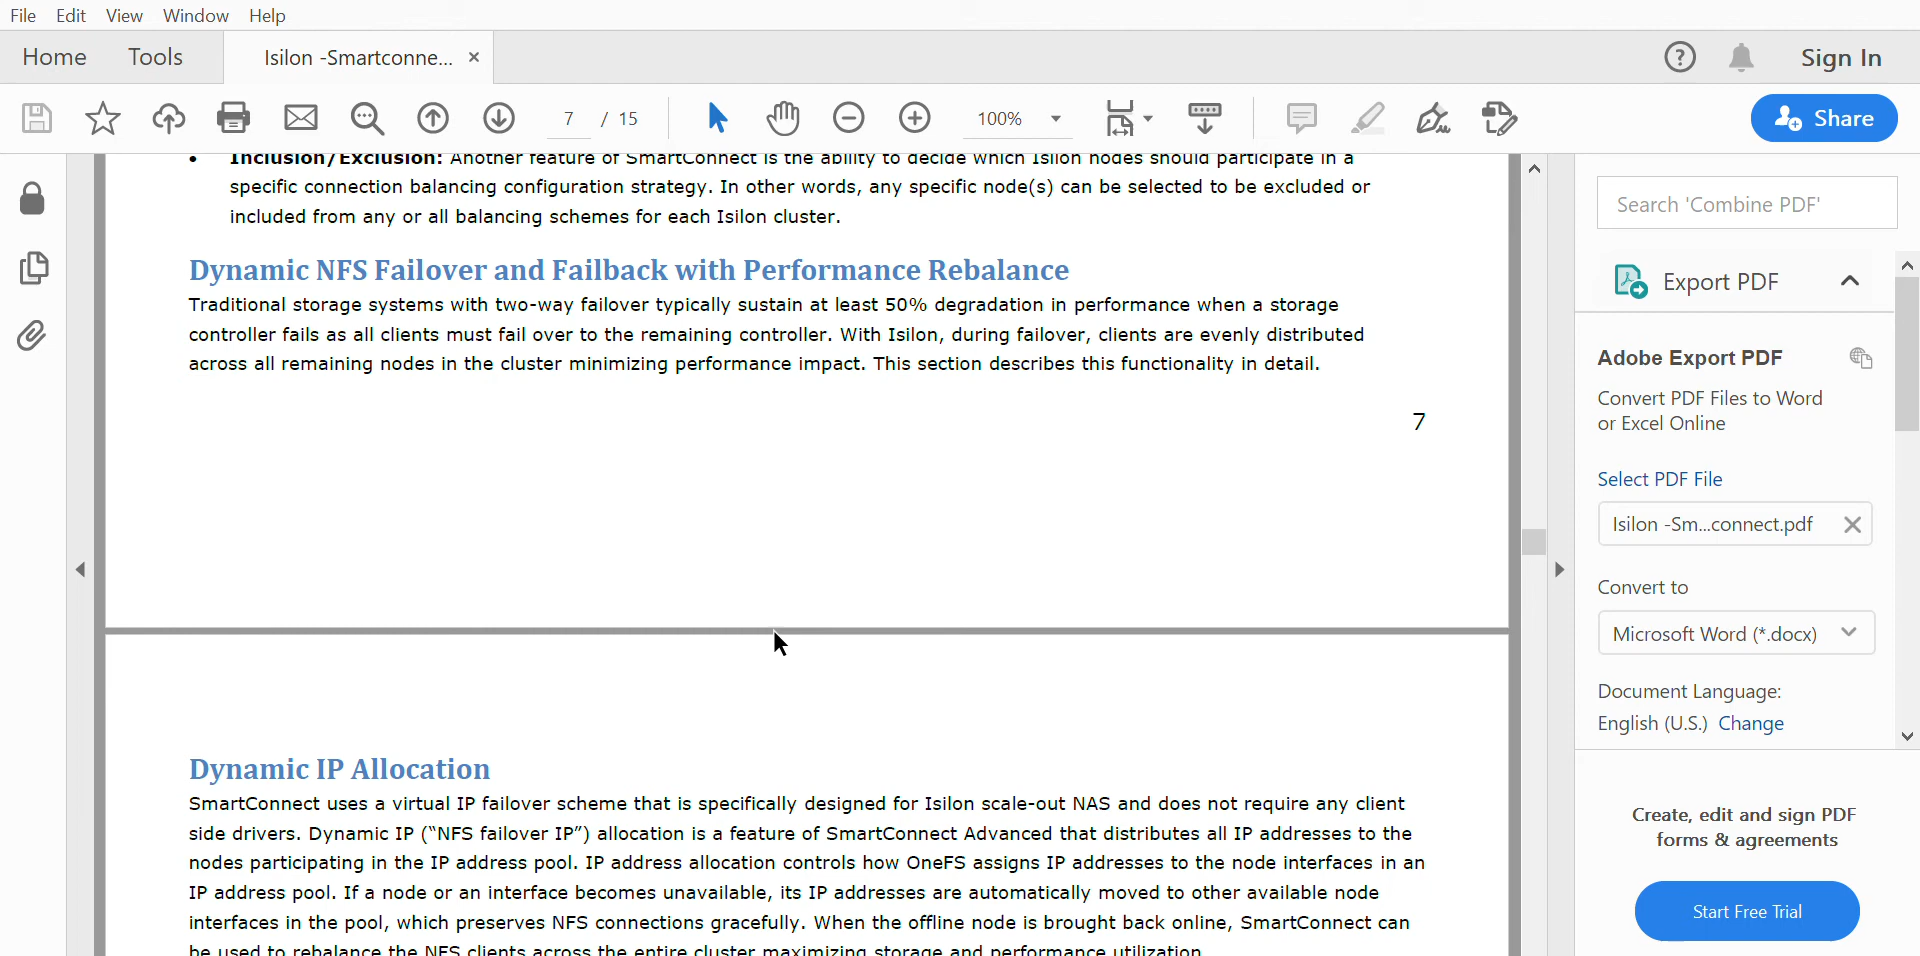 File Edit View Window Help
Home Tools Isilon -Smartconne... ×
? Sign In
7 / 15 100% Share
• Inclusion/Exclusion: Another feature of SmartConnect is the ability to decide which Isilon nodes should participate in a
specific connection balancing configuration strategy. In other words, any specific node(s) can be selected to be excluded or
included from any or all balancing schemes for each Isilon cluster.
Dynamic NFS Failover and Failback with Performance Rebalance
Traditional storage systems with two-way failover typically sustain at least 50% degradation in performance when a storage
controller fails as all clients must fail over to the remaining controller. With Isilon, during failover, clients are evenly distributed
across all remaining nodes in the cluster minimizing performance impact. This section describes this functionality in detail.
7
Dynamic IP Allocation
SmartConnect uses a virtual IP failover scheme that is specifically designed for Isilon scale-out NAS and does not require any client
side drivers. Dynamic IP (“NFS failover IP”) allocation is a feature of SmartConnect Advanced that distributes all IP addresses to the
nodes participating in the IP address pool. IP address allocation controls how OneFS assigns IP addresses to the node interfaces in an
IP address pool. If a node or an interface becomes unavailable, its IP addresses are automatically moved to other available node
interfaces in the pool, which preserves NFS connections gracefully. When the offline node is brought back online, SmartConnect can
be used to rebalance the NFS clients across the entire cluster maximizing storage and performance utilization.
Search 'Combine PDF'
Export PDF
Adobe Export PDF
Convert PDF Files to Word
or Excel Online
Select PDF File
Isilon -Sm...connect.pdf
Convert to
Microsoft Word (*.docx)
Document Language:
English (U.S.) Change
Create, edit and sign PDF
forms & agreements
Start Free Trial